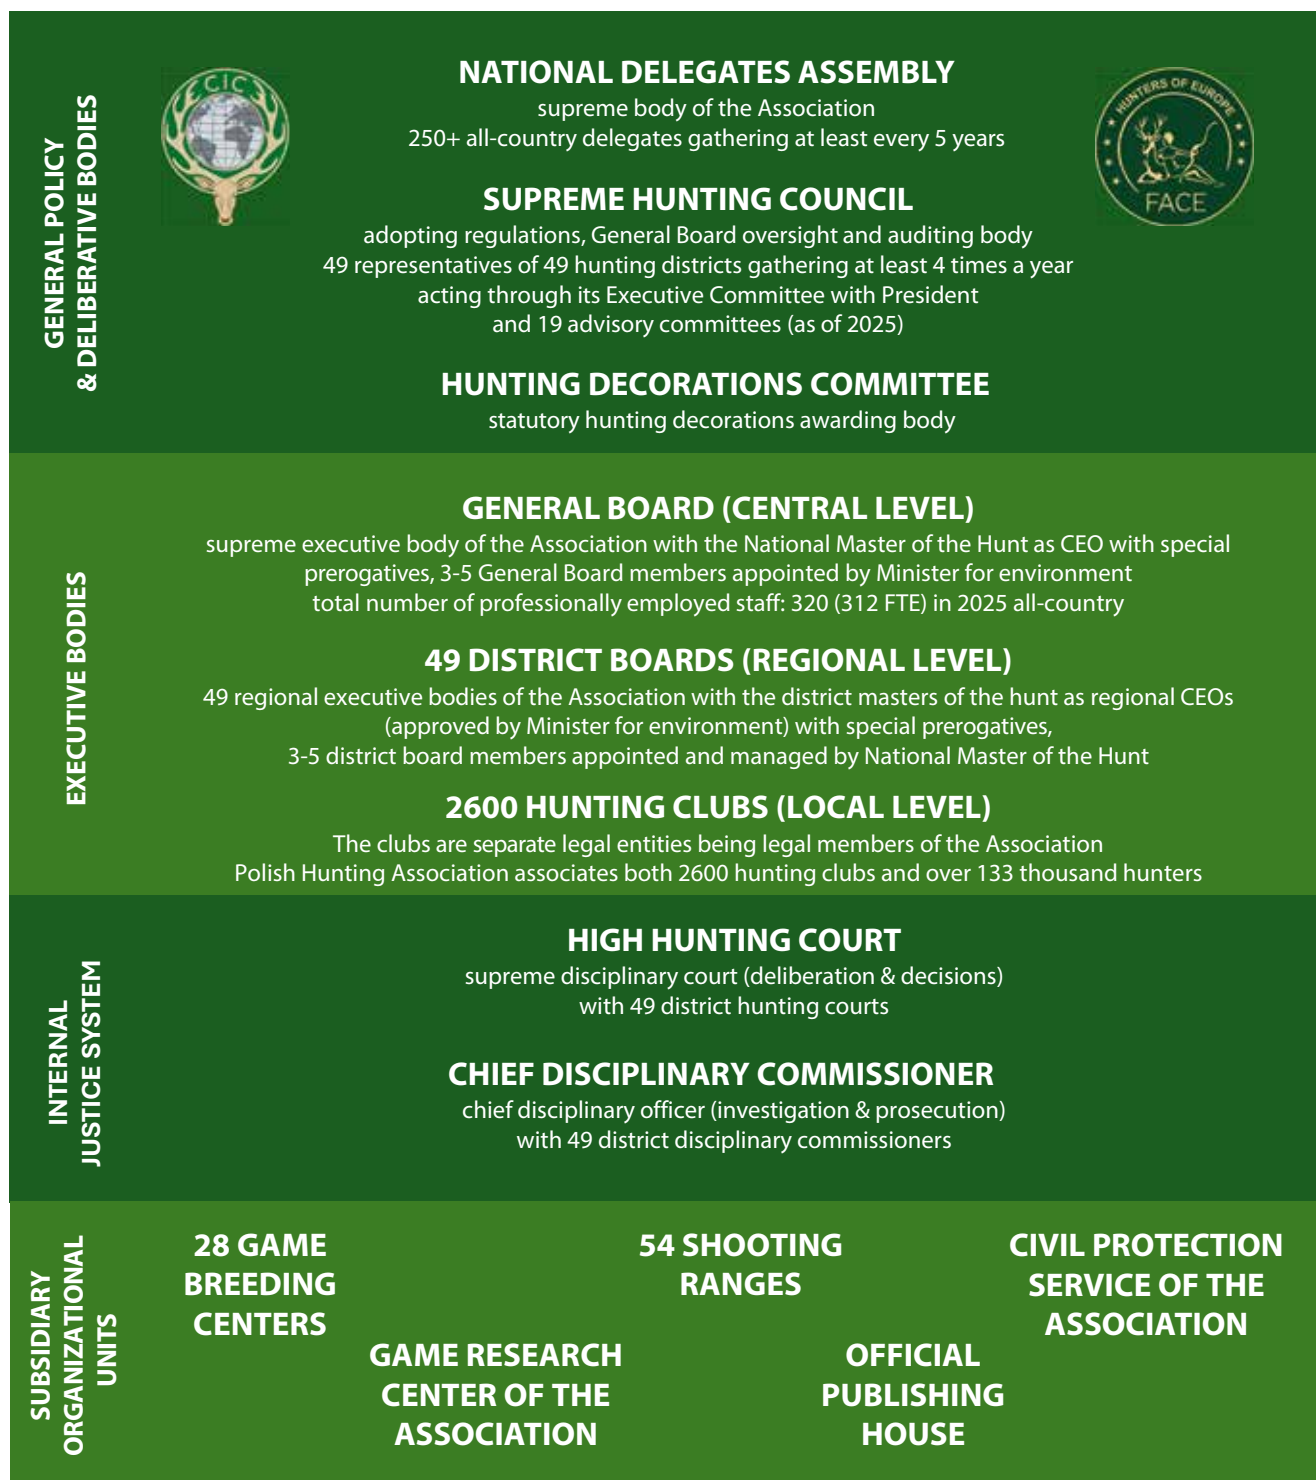 GENERAL POLICY
& DELIBERATIVE BODIES
CIC
NATIONAL DELEGATES ASSEMBLY
supreme body of the Association
250+ all-country delegates gathering at least every 5 years
HUNTERS OF EUROPE
FACE
SUPREME HUNTING COUNCIL
adopting regulations, General Board oversight and auditing body
49 representatives of 49 hunting districts gathering at least 4 times a year
acting through its Executive Committee with President
and 19 advisory committees (as of 2025)
HUNTING DECORATIONS COMMITTEE
statutory hunting decorations awarding body
EXECUTIVE BODIES
GENERAL BOARD (CENTRAL LEVEL)
supreme executive body of the Association with the National Master of the Hunt as CEO with special
prerogatives, 3-5 General Board members appointed by Minister for environment
total number of professionally employed staff: 320 (312 FTE) in 2025 all-country
49 DISTRICT BOARDS (REGIONAL LEVEL)
49 regional executive bodies of the Association with the district masters of the hunt as regional CEOs
(approved by Minister for environment) with special prerogatives,
3-5 district board members appointed and managed by National Master of the Hunt
2600 HUNTING CLUBS (LOCAL LEVEL)
The clubs are separate legal entities being legal members of the Association
Polish Hunting Association associates both 2600 hunting clubs and over 133 thousand hunters
INTERNAL
JUSTICE SYSTEM
HIGH HUNTING COURT
supreme disciplinary court (deliberation & decisions)
with 49 district hunting courts
CHIEF DISCIPLINARY COMMISSIONER
chief disciplinary officer (investigation & prosecution)
with 49 district disciplinary commissioners
SUBSIDIARY
ORGANIZATIONAL
UNITS
28 GAME
BREEDING
CENTERS
GAME RESEARCH
CENTER OF THE
ASSOCIATION
54 SHOOTING
RANGES
OFFICIAL
PUBLISHING
HOUSE
CIVIL PROTECTION
SERVICE OF THE
ASSOCIATION